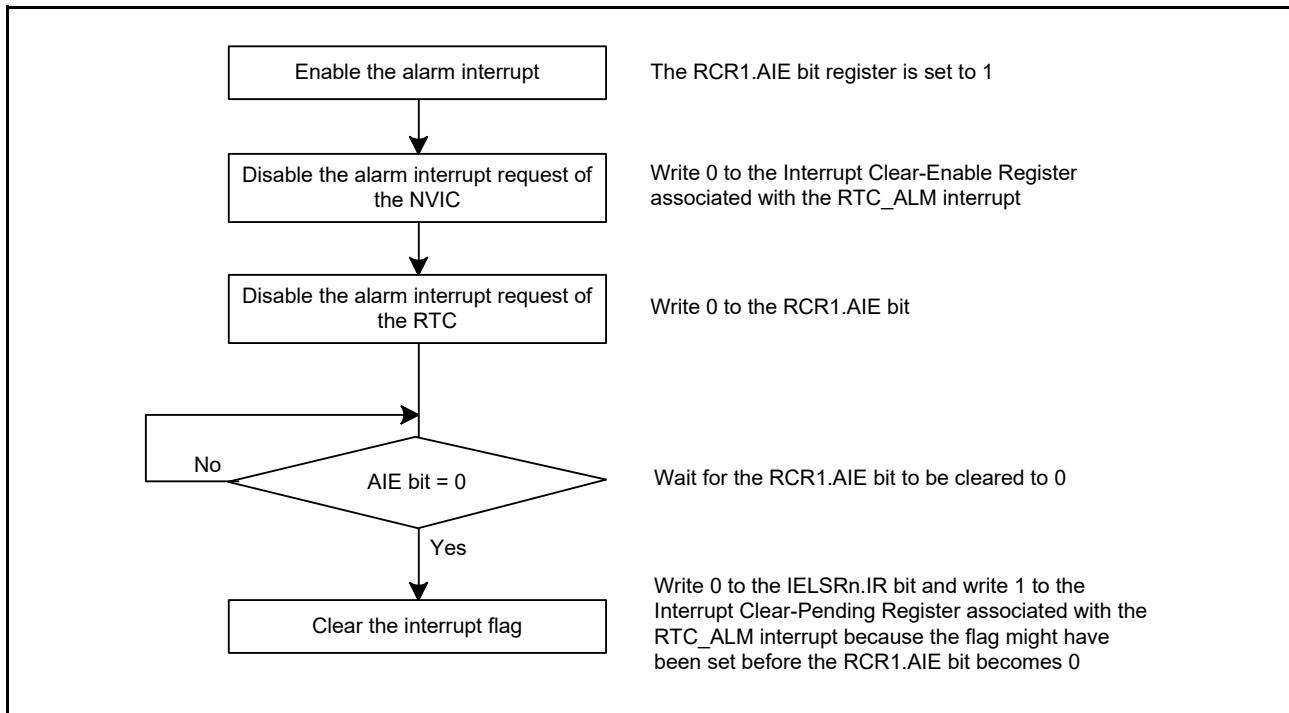 Enable the alarm interrupt
The RCR1.AIE bit register is set to 1
Disable the alarm interrupt request of
the NVIC
Write 0 to the Interrupt Clear-Enable Register
associated with the RTC_ALM interrupt
Disable the alarm interrupt request of
the RTC
Write 0 to the RCR1.AIE bit
No
AIE bit = 0
Wait for the RCR1.AIE bit to be cleared to 0
Yes
Clear the interrupt flag
Write 0 to the IELSRn.IR bit and write 1 to the
Interrupt Clear-Pending Register associated with the
RTC_ALM interrupt because the flag might have
been set before the RCR1.AIE bit becomes 0